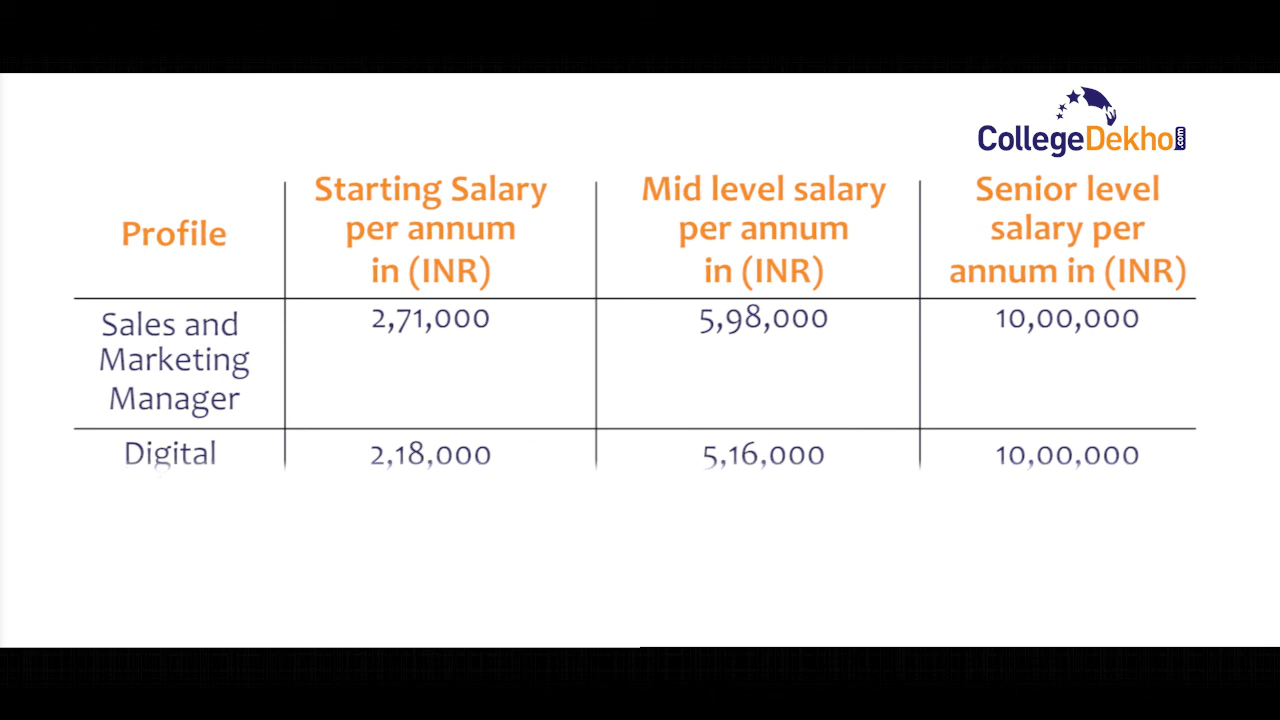 CollegeDekho.com
Profile
Starting Salary
per annum
in (INR)
Mid level salary
per annum
in (INR)
Senior level
salary per
annum in (INR)
Sales and
Marketing
Manager
2,71,000
5,98,000
10,00,000
Digital
2,18,000
5,16,000
10,00,000